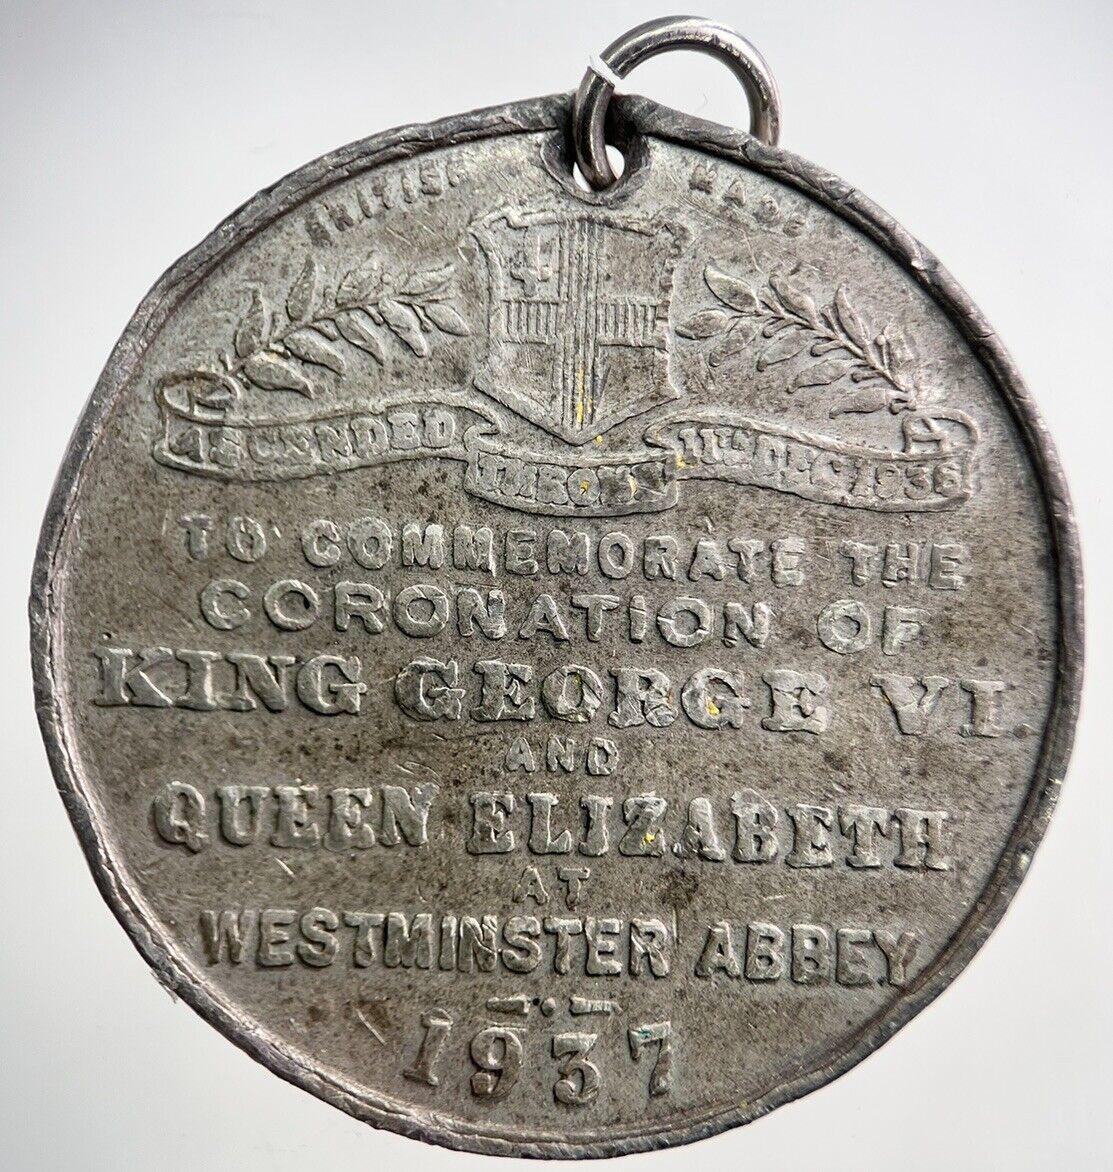 BRITISH MADE
ASCENDED THRONE 11TH DEC. 1936
TO COMMEMORATE THE
CORONATION OF
KING GEORGE VI.
AND
QUEEN ELIZABETH
AT
WESTMINSTER ABBEY
1937